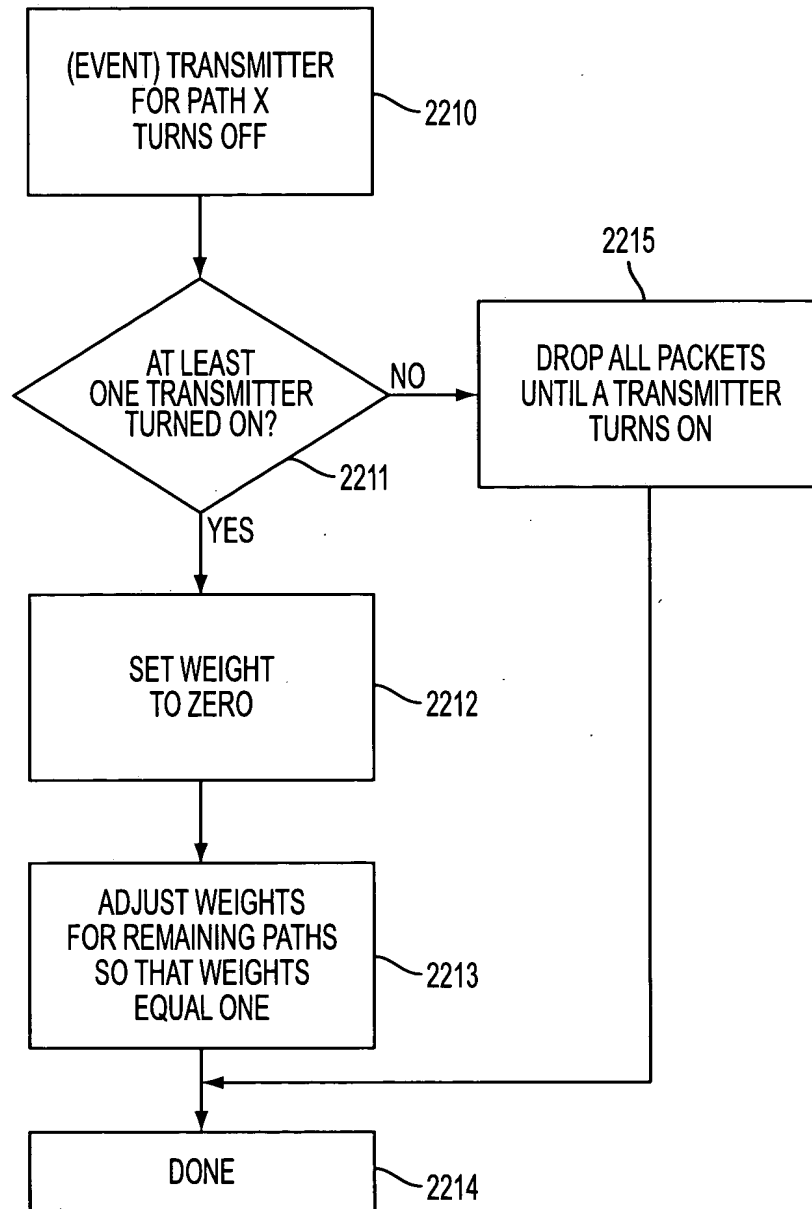 (EVENT) TRANSMITTER
FOR PATH X
TURNS OFF
2210
2215
AT LEAST
ONE TRANSMITTER
TURNED ON?
NO
2211
YES
DROP ALL PACKETS
UNTIL A TRANSMITTER
TURNS ON
SET WEIGHT
TO ZERO
2212
ADJUST WEIGHTS
FOR REMAINING PATHS
SO THAT WEIGHTS
EQUAL ONE
2213
DONE
2214